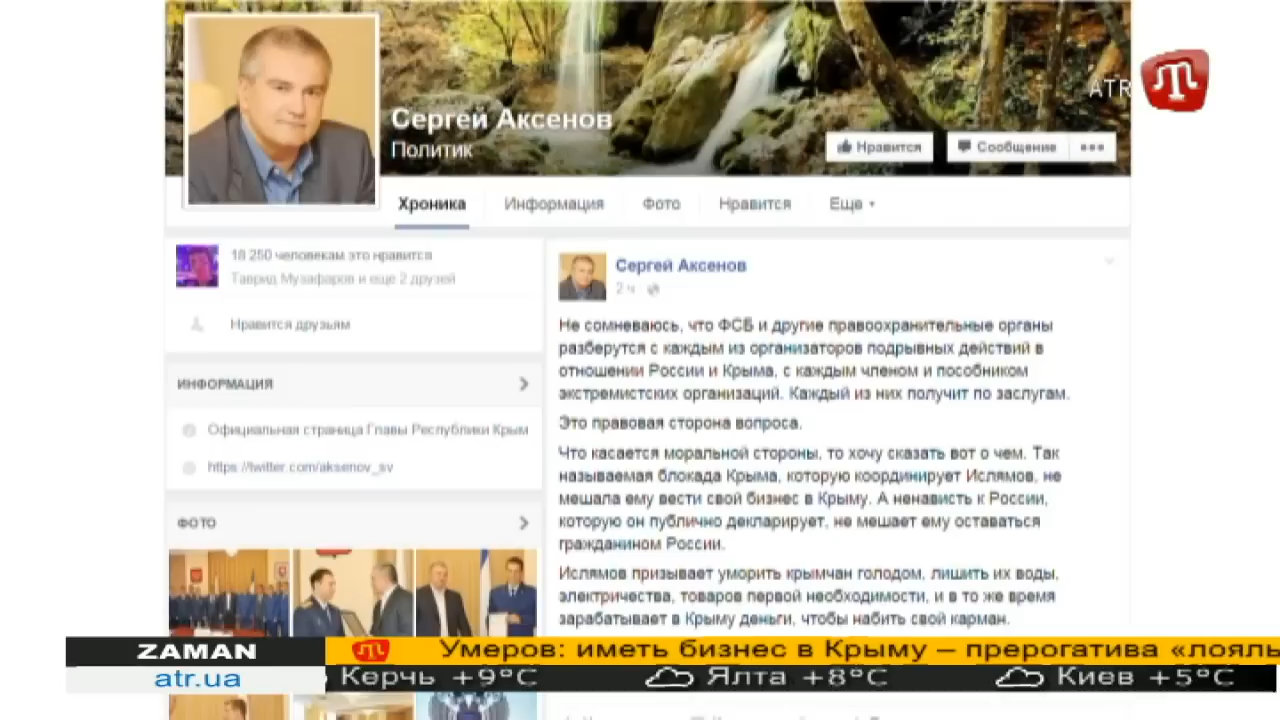 ATR
Сергей Аксенов
Политик
Нравится
Сообщение
Хроника
Информация
Фото
Нравится
Еще
18 250 человекам это нравится
Таврид Музафаров и еще 2 друзей
Нравится друзьям
ИНФОРМАЦИЯ
Официальная страница Главы Республики Крым
https://twitter.com/aksenov_sv
ФОТО
Сергей Аксенов
2 ч
Не сомневаюсь, что ФСБ и другие правоохранительные органы
разберутся с каждым из организаторов подрывных действий в
отношении России и Крыма, с каждым членом и пособником
экстремистских организаций. Каждый из них получит по заслугам.
Это правовая сторона вопроса.
Что касается моральной стороны, то хочу сказать вот о чем. Так
называемая блокада Крыма, которую координирует Ислямов, не
мешала ему вести свой бизнес в Крыму. А ненависть к России,
которую он публично декларирует, не мешает ему оставаться
гражданином России.
Ислямов призывает уморить крымчан голодом, лишить их воды,
электричества, товаров первой необходимости, и в то же время
зарабатывает в Крыму деньги, чтобы набить свой карман.
ZAMAN
Умеров: иметь бизнес в Крыму – прерогатива «лояль
atr.ua
Керчь +9°C
Ялта +8°C
Киев +5°C